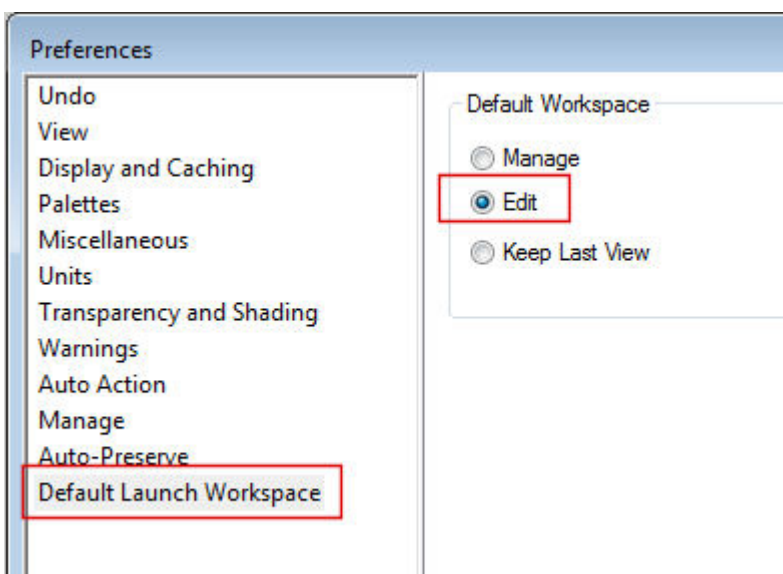 Preferences
Undo
View
Display and Caching
Palettes
Miscellaneous
Units
Transparency and Shading
Warnings
Auto Action
Manage
Auto-Preserve
Default Launch Workspace
Default Workspace
Manage
Edit
Keep Last View